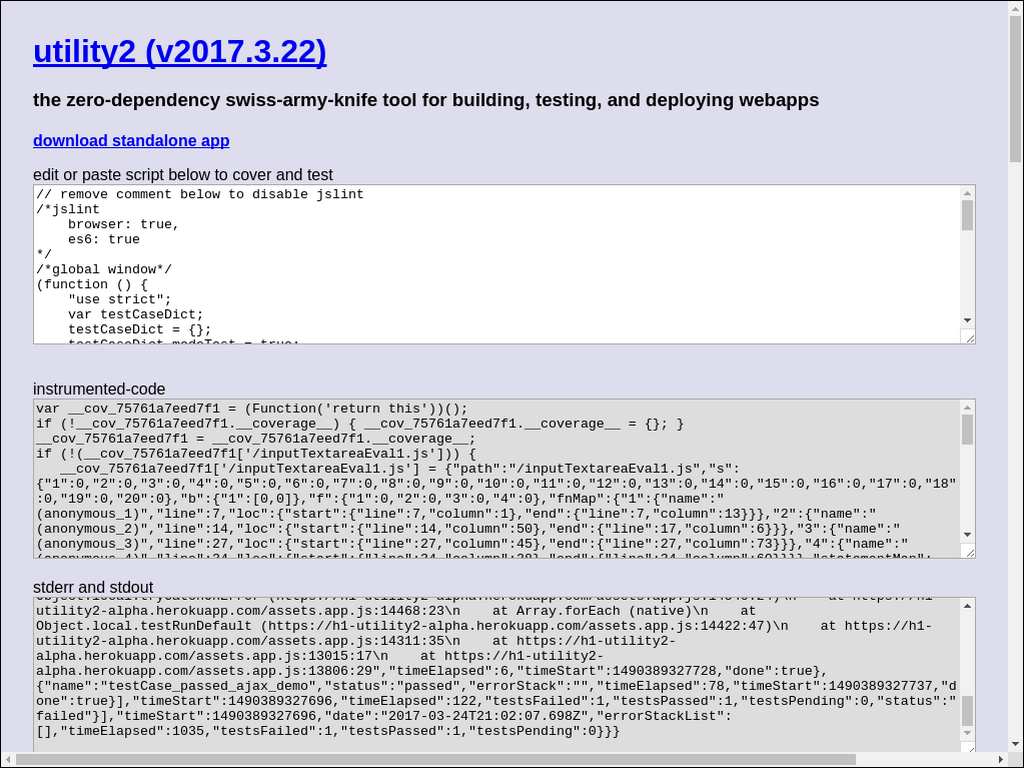 utility2 (v2017.3.22)
the zero-dependency swiss-army-knife tool for building, testing, and deploying webapps
download standalone app
edit or paste script below to cover and test
// remove comment below to disable jslint
/*jslint
    browser: true,
    es6: true
*/
/*global window*/
(function () {
    "use strict";
    var testCaseDict;
    testCaseDict = {};
    testCaseDict.modeTest = true;
instrumented-code
var __cov_75761a7eed7f1 = (Function('return this'))();
if (!__cov_75761a7eed7f1.__coverage__) { __cov_75761a7eed7f1.__coverage__ = {}; }
__cov_75761a7eed7f1 = __cov_75761a7eed7f1.__coverage__;
if (!(__cov_75761a7eed7f1['/inputTextareaEval1.js'])) {
   __cov_75761a7eed7f1['/inputTextareaEval1.js'] = {"path":"/inputTextareaEval1.js","s":
{"1":0,"2":0,"3":0,"4":0,"5":0,"6":0,"7":0,"8":0,"9":0,"10":0,"11":0,"12":0,"13":0,"14":0,"15":0,"16":0,"17":0,"18"
:0,"19":0,"20":0},"b":{"1":[0,0]},"f":{"1":0,"2":0,"3":0,"4":0},"fnMap":{"1":{"name":"
(anonymous_1)","line":7,"loc":{"start":{"line":7,"column":1},"end":{"line":7,"column":13}}},"2":{"name":"
(anonymous_2)","line":14,"loc":{"start":{"line":14,"column":50},"end":{"line":17,"column":6}}},"3":{"name":"
(anonymous_3)","line":27,"loc":{"start":{"line":27,"column":45},"end":{"line":27,"column":73}}},"4":{"name":"
stderr and stdout
utility2-alpha.herokuapp.com/assets.app.js:14468:23\n    at Array.forEach (native)\n    at
Object.local.testRunDefault (https://h1-utility2-alpha.herokuapp.com/assets.app.js:14422:47)\n    at https://h1-
utility2-alpha.herokuapp.com/assets.app.js:14311:35\n    at https://h1-utility2-
alpha.herokuapp.com/assets.app.js:13015:17\n    at https://h1-utility2-
alpha.herokuapp.com/assets.app.js:13806:29","timeElapsed":6,"timeStart":1490389327728,"done":true},
{"name":"testCase_passed_ajax_demo","status":"passed","errorStack":"","timeElapsed":78,"timeStart":1490389327737,"d
one":true}],"timeStart":1490389327696,"timeElapsed":122,"testsFailed":1,"testsPassed":1,"testsPending":0,"status":"
failed"}],"timeStart":1490389327696,"date":"2017-03-24T21:02:07.698Z","errorStackList":
[],"timeElapsed":1035,"testsFailed":1,"testsPassed":1,"testsPending":0}}}